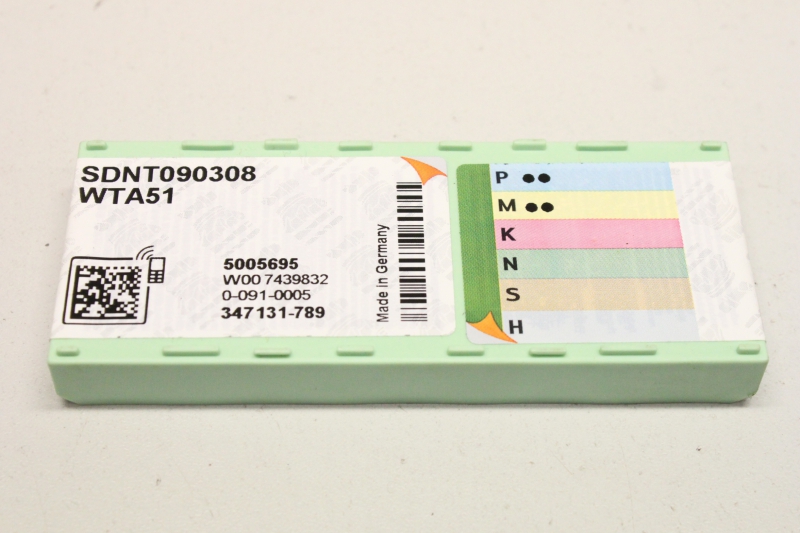 SDNT090308
WTA51
5005695
W00 7439832
0-091-0005
347131-789
Made in Germany
P ●●
M ●●
K
N
S
H